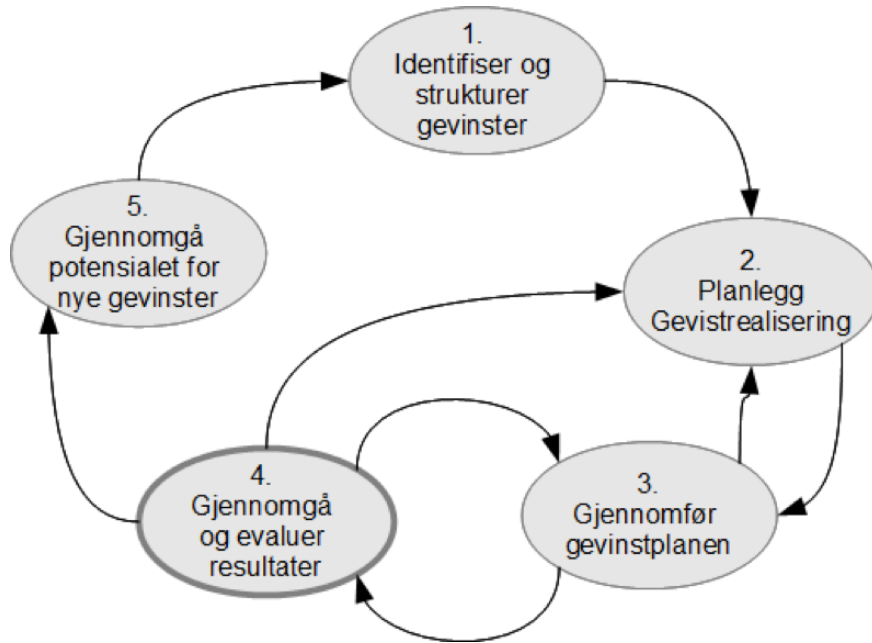 1.
Identifiser og
strukturer
gevinster
2.
Planlegg
Gevistrealisering
3.
Gjennomfør
gevinstplanen
4.
Gjennomgå
og evaluer
resultater
5.
Gjennomgå
potensialet for
nye gevinster